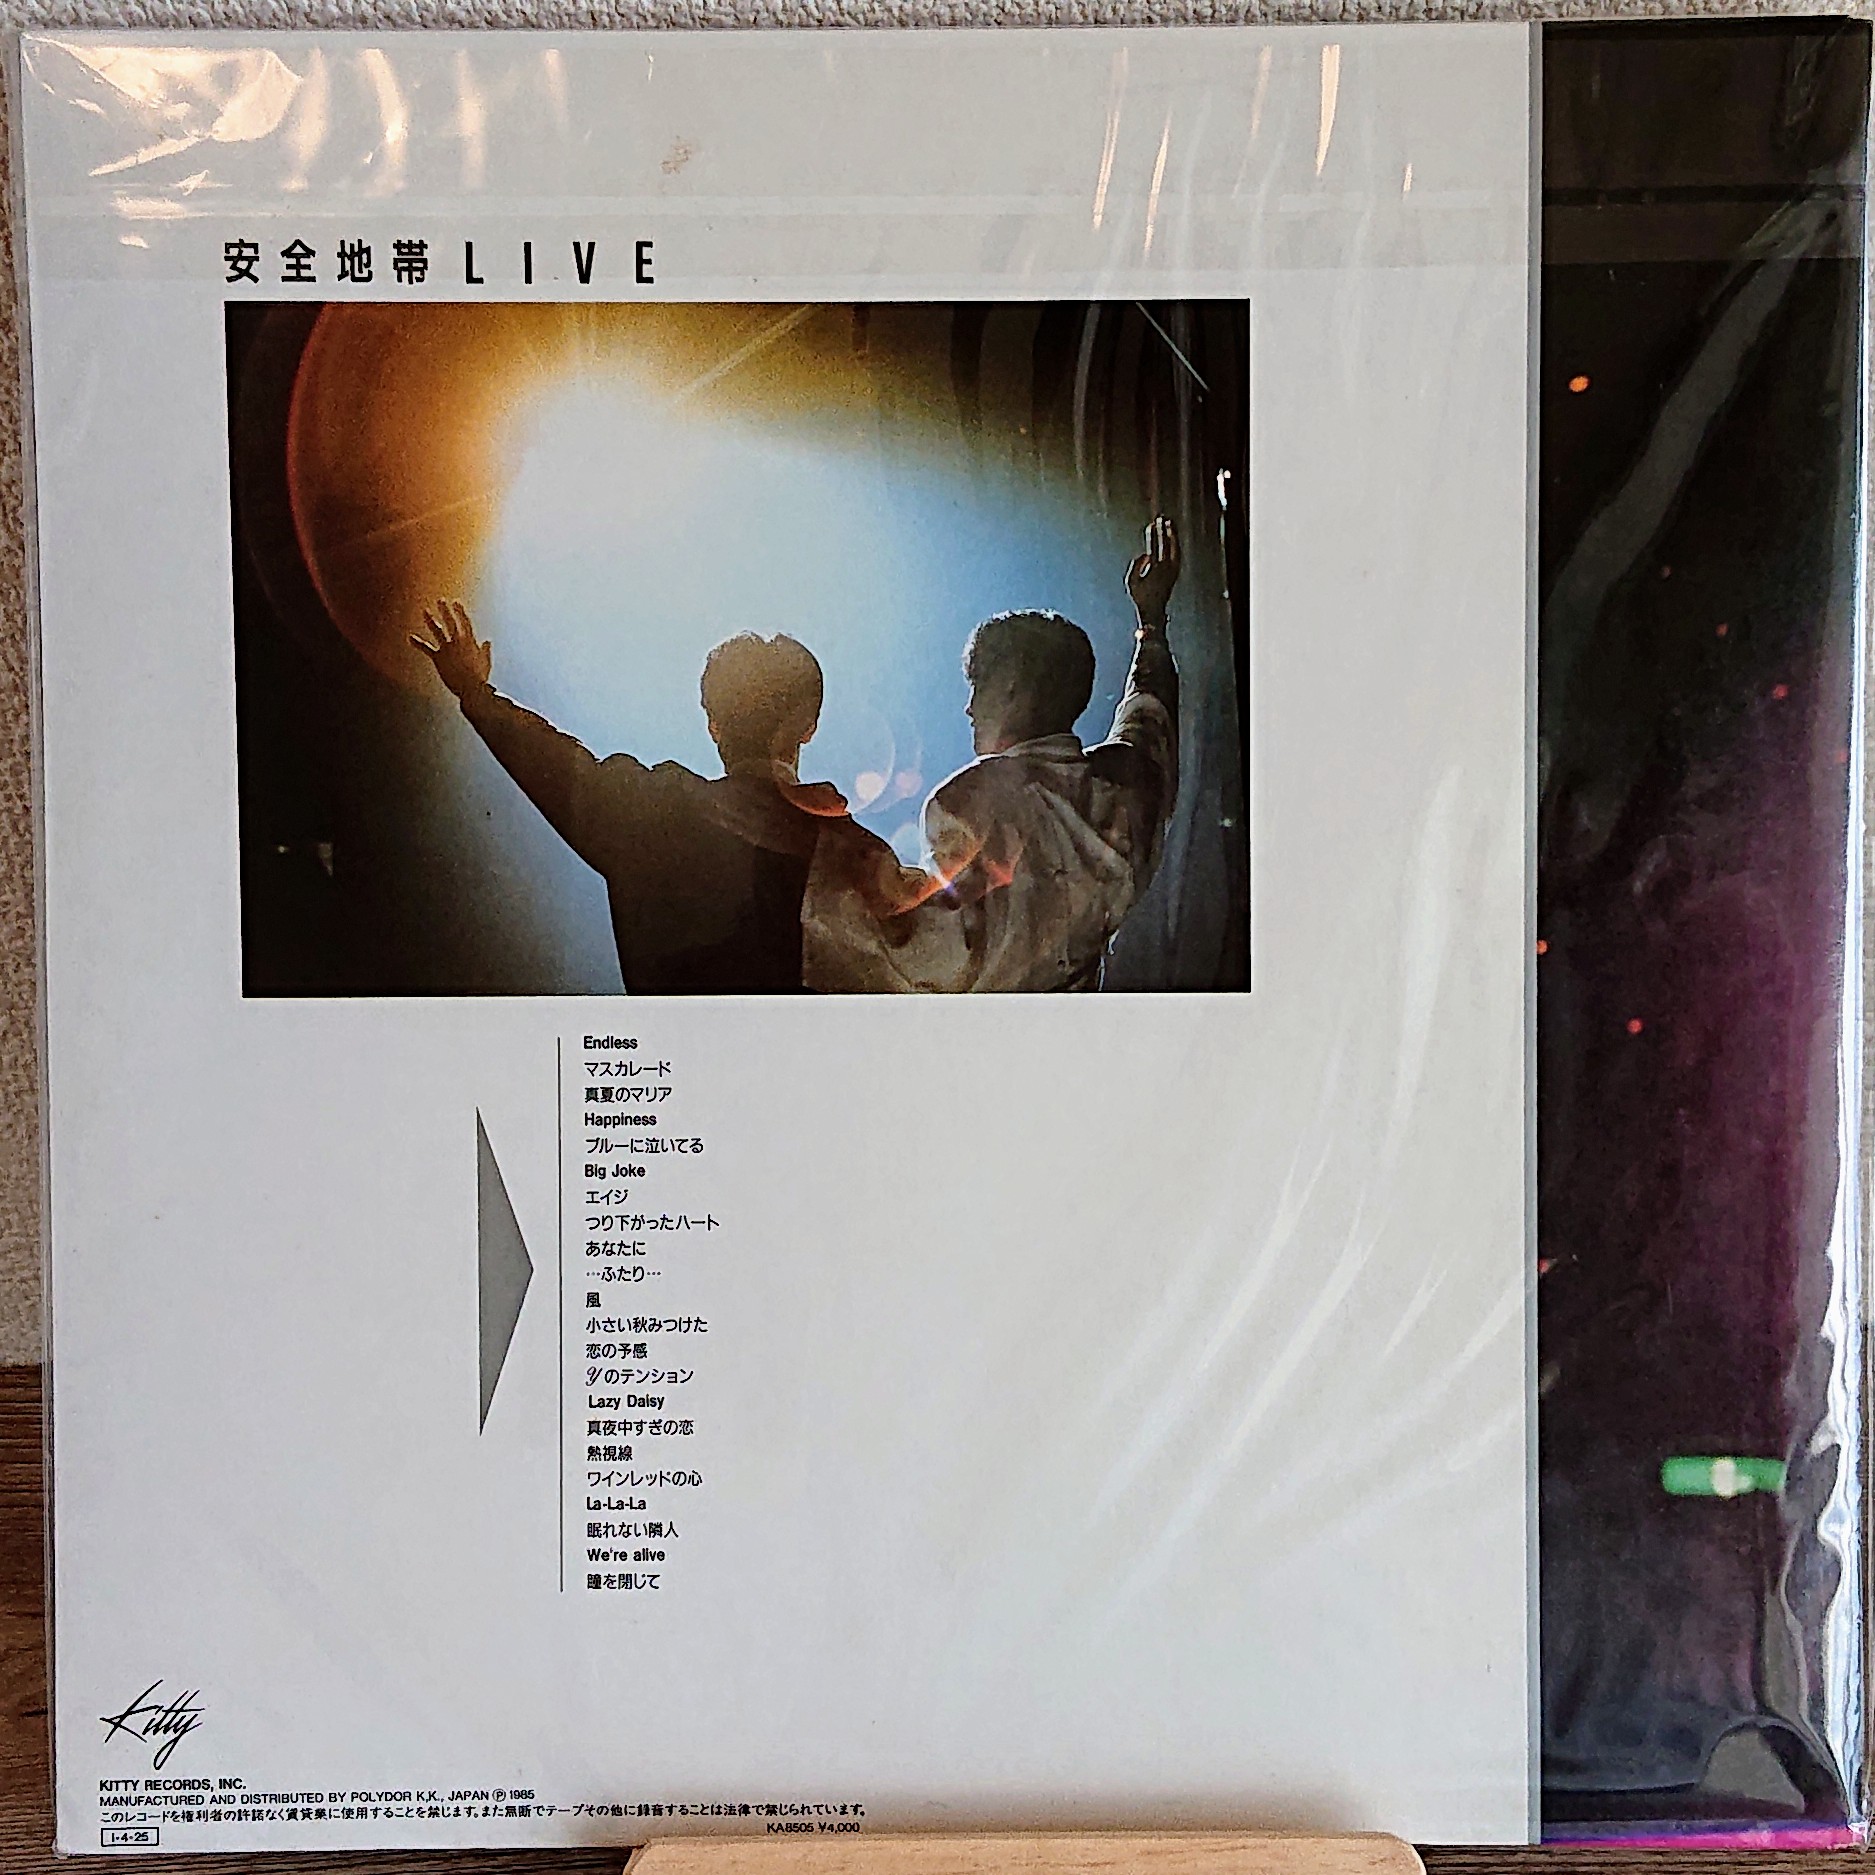 安全地帯 LIVE
Endless
マスカレード
真夏のマリア
Happiness
ブルーに泣いてる
Big Joke
エイジ
つり下がったハート
あなたに
…ふたり…
風
小さい秋みつけた
恋の予感
yのテンション
Lazy Daisy
真夜中すぎの恋
熱視線
ワインレッドの心
La-La-La
眠れない隣人
We're alive
瞳を閉じて
Kitty
KITTY RECORDS, INC.
MANUFACTURED AND DISTRIBUTED BY POLYDOR K.K., JAPAN Ⓟ 1985
このレコードを権利者の許諾なく賃貸業に使用することを禁じます。また無断でテープその他に録音することは法律で禁じられています。
KA8505 ¥4,000
I-4-25